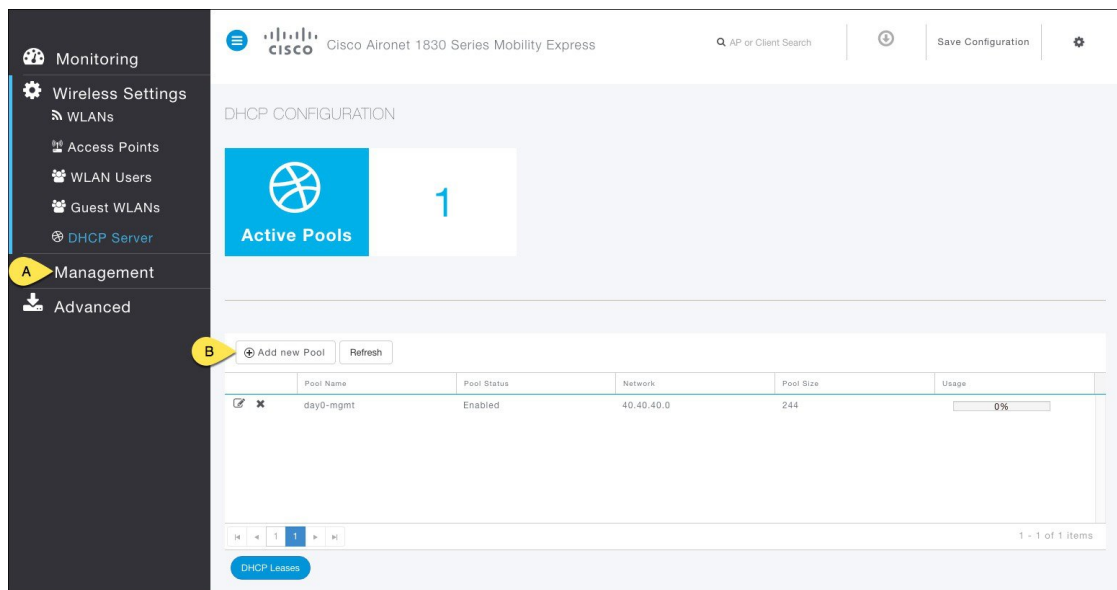 Monitoring
Wireless Settings
WLANs
Access Points
WLAN Users
Guest WLANs
DHCP Server
A
Management
Advanced
CISCO
Cisco Aironet 1830 Series Mobility Express
AP or Client Search
Save Configuration
DHCP CONFIGURATION
Active Pools
1
B
Add new Pool
Refresh
Pool Name Pool Status Network Pool Size Usage
day0-mgmt Enabled 40.40.40.0 244 0%
1 1
1 - 1 of 1 items
DHCP Leases